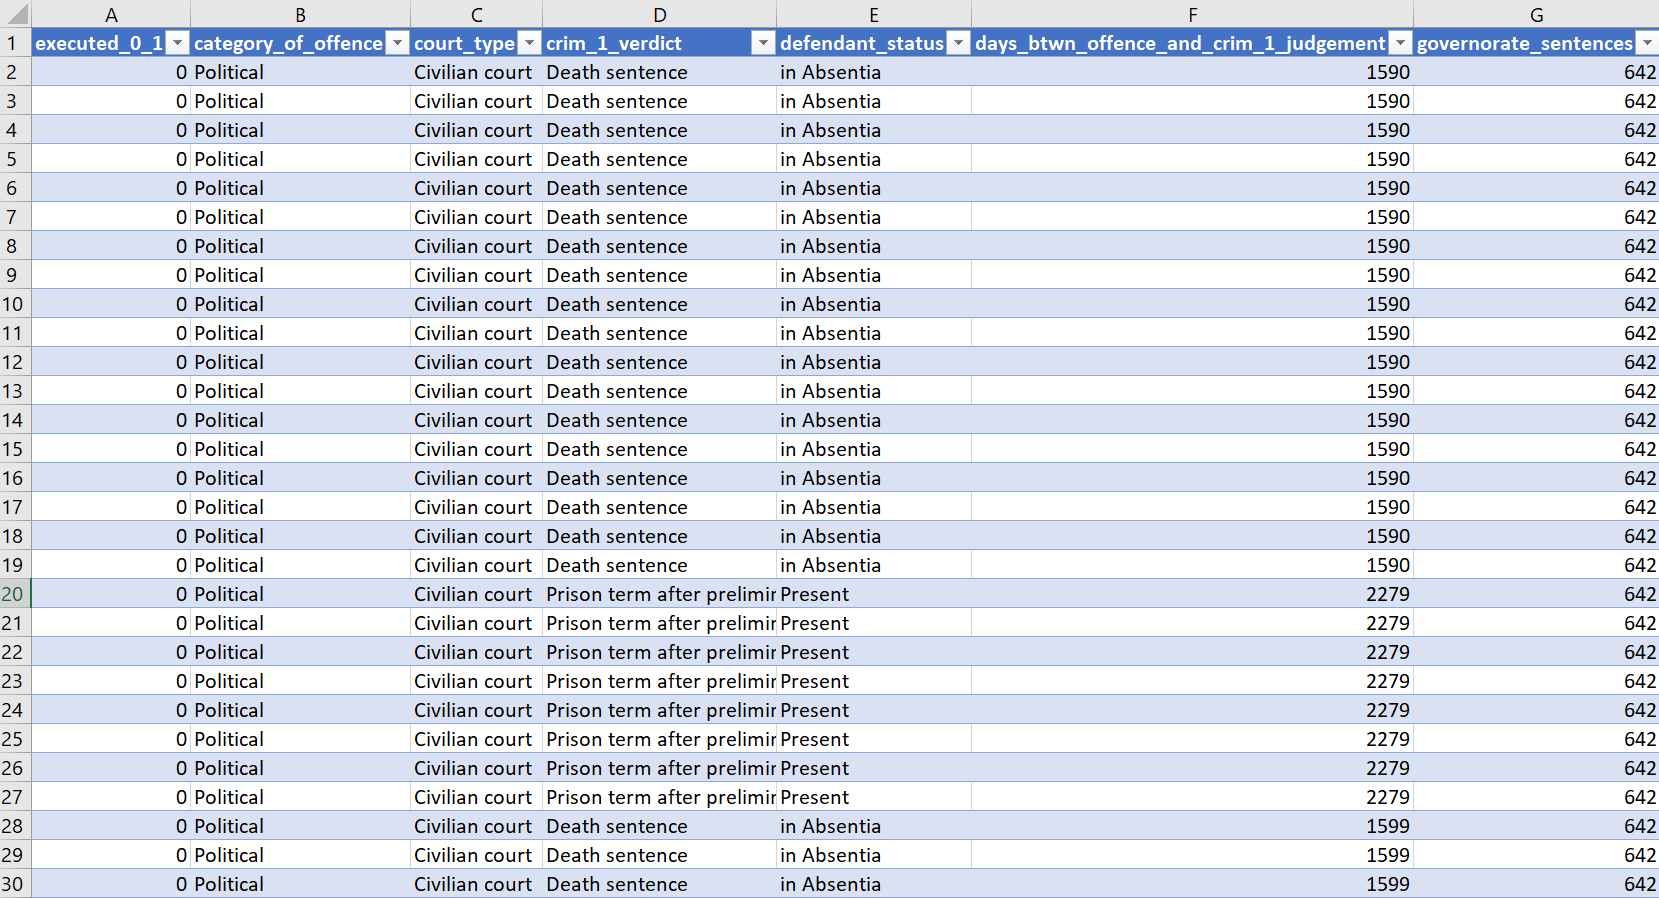 A B C D E F G
1 executed_0_1 category_of_offence court_type crim_1_verdict defendant_status days_btwn_offence_and_crim_1_judgement governorate_sentences
2 0 Political Civilian court Death sentence in Absentia 1590 642
3 0 Political Civilian court Death sentence in Absentia 1590 642
4 0 Political Civilian court Death sentence in Absentia 1590 642
5 0 Political Civilian court Death sentence in Absentia 1590 642
6 0 Political Civilian court Death sentence in Absentia 1590 642
7 0 Political Civilian court Death sentence in Absentia 1590 642
8 0 Political Civilian court Death sentence in Absentia 1590 642
9 0 Political Civilian court Death sentence in Absentia 1590 642
10 0 Political Civilian court Death sentence in Absentia 1590 642
11 0 Political Civilian court Death sentence in Absentia 1590 642
12 0 Political Civilian court Death sentence in Absentia 1590 642
13 0 Political Civilian court Death sentence in Absentia 1590 642
14 0 Political Civilian court Death sentence in Absentia 1590 642
15 0 Political Civilian court Death sentence in Absentia 1590 642
16 0 Political Civilian court Death sentence in Absentia 1590 642
17 0 Political Civilian court Death sentence in Absentia 1590 642
18 0 Political Civilian court Death sentence in Absentia 1590 642
19 0 Political Civilian court Death sentence in Absentia 1590 642
20 0 Political Civilian court Prison term after prelimir Present 2279 642
21 0 Political Civilian court Prison term after prelimir Present 2279 642
22 0 Political Civilian court Prison term after prelimir Present 2279 642
23 0 Political Civilian court Prison term after prelimir Present 2279 642
24 0 Political Civilian court Prison term after prelimir Present 2279 642
25 0 Political Civilian court Prison term after prelimir Present 2279 642
26 0 Political Civilian court Prison term after prelimir Present 2279 642
27 0 Political Civilian court Prison term after prelimir Present 2279 642
28 0 Political Civilian court Death sentence in Absentia 1599 642
29 0 Political Civilian court Death sentence in Absentia 1599 642
30 0 Political Civilian court Death sentence in Absentia 1599 642